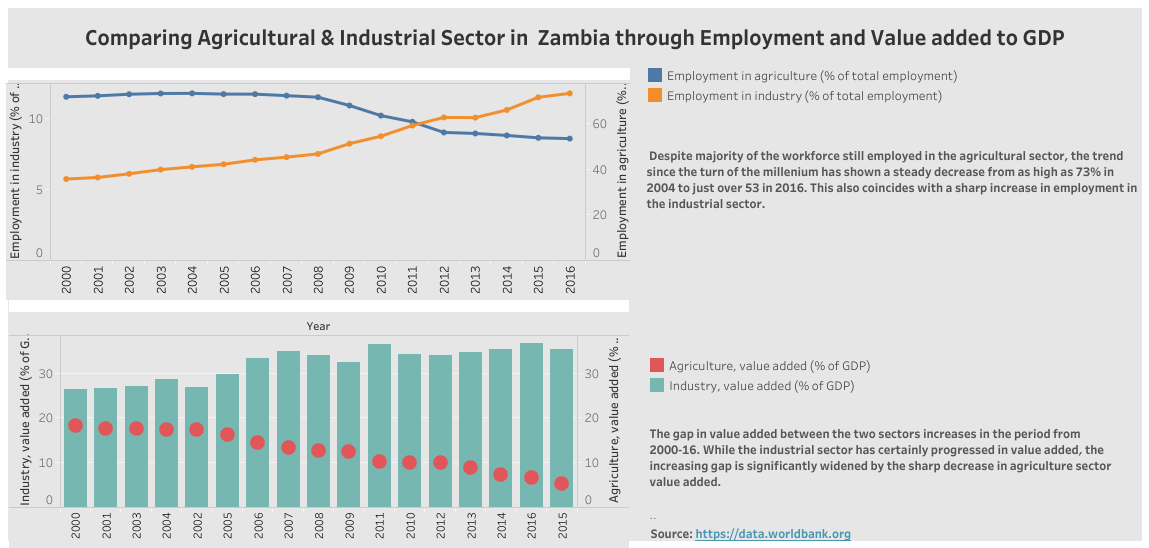 Comparing Agricultural & Industrial Sector in Zambia through Employment and Value added to GDP
Employment in industry (% of ..
10
5
0
60
40
20
0
Employment in agriculture (%..
2000 2001 2002 2003 2004 2005 2006 2007 2008 2009 2010 2011 2012 2013 2014 2015 2016
Employment in agriculture (% of total employment)
Employment in industry (% of total employment)
Despite majority of the workforce still employed in the agricultural sector, the trend
since the turn of the millenium has shown a steady decrease from as high as 73% in
2004 to just over 53 in 2016. This also coincides with a sharp increase in employment in
the industrial sector.
Year
Industry, value added (% of G..
30
20
10
0
30
20
10
0
Agriculture, value added (% ..
2000 2001 2003 2004 2002 2005 2006 2007 2008 2009 2011 2010 2012 2013 2014 2016 2015
Agriculture, value added (% of GDP)
Industry, value added (% of GDP)
The gap in value added between the two sectors increases in the period from
2000-16. While the industrial sector has certainly progressed in value added, the
increasing gap is significantly widened by the sharp decrease in agriculture sector
value added.
..
Source: https://data.worldbank.org